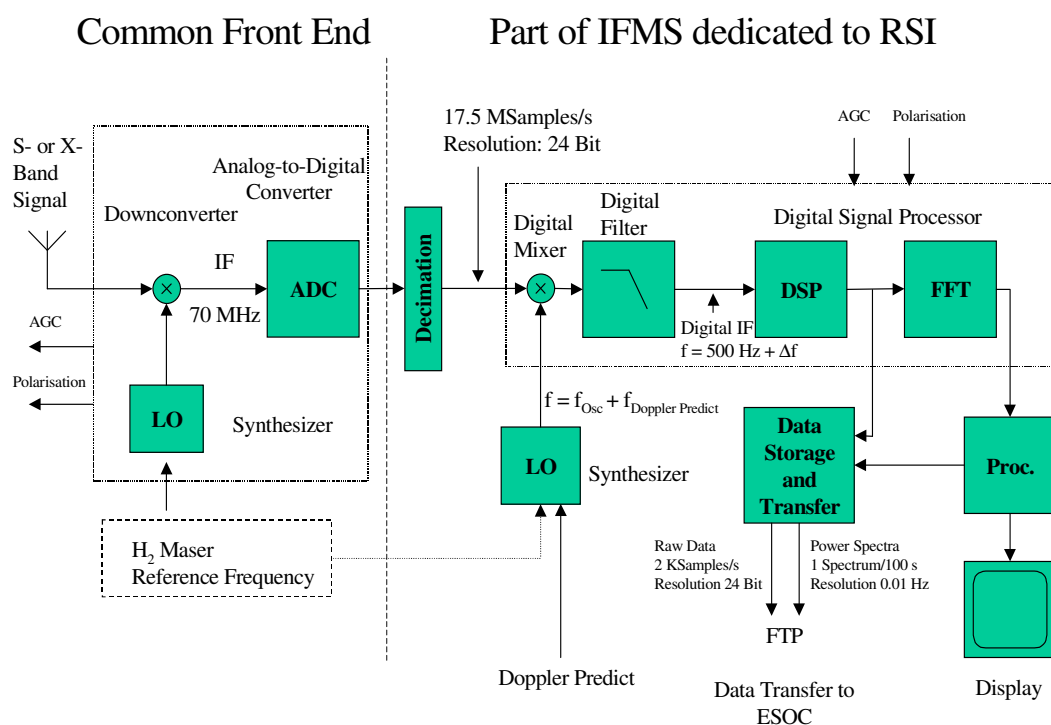 Common Front End
Part of IFMS dedicated to RSI
17.5 MSamples/s
Resolution: 24 Bit
AGC
Polarisation
S- or X-
Band
Signal
Analog-to-Digital
Converter
Downconverter
Digital
Mixer
Digital
Filter
Digital Signal Processor
IF
70 MHz
ADC
Decimation
DSP
FFT
Digital IF
f = 500 Hz + Δf
AGC
Polarisation
LO
Synthesizer
f = fOsc + fDoppler Predict
LO
Synthesizer
Data
Storage
and
Transfer
Proc.
H2 Maser
Reference Frequency
Raw Data
2 KSamples/s
Resolution 24 Bit
Power Spectra
1 Spectrum/100 s
Resolution 0.01 Hz
FTP
Doppler Predict
Data Transfer to
ESOC
Display